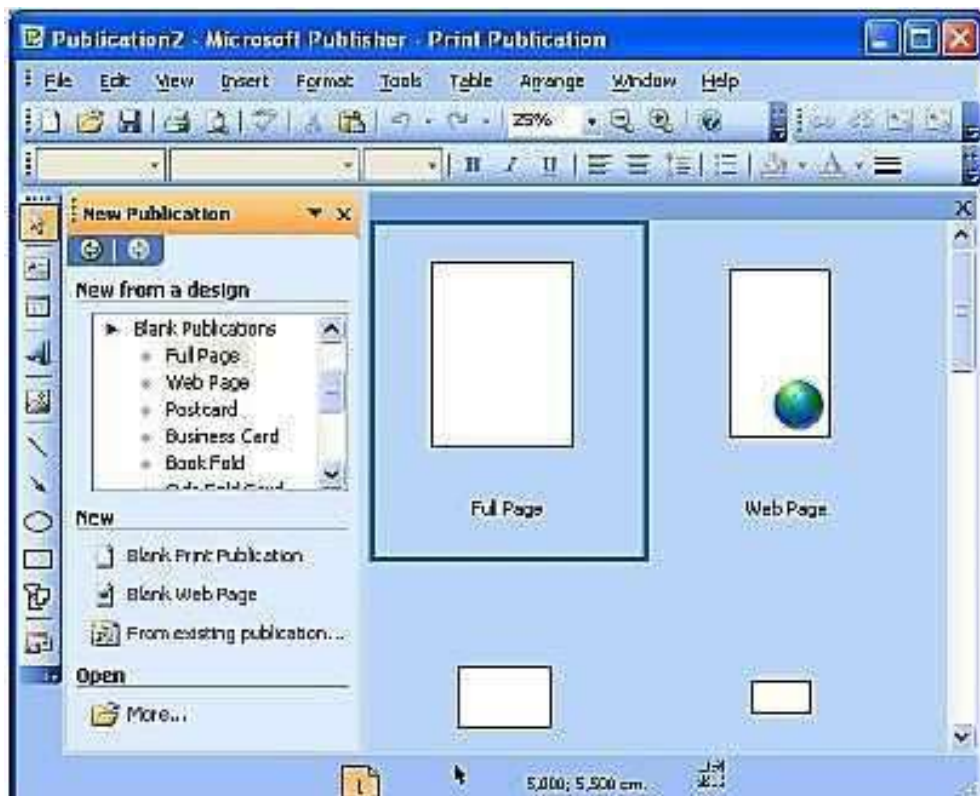 Publication2 - Microsoft Publisher - Print Publication
File Edit View Insert Format Tools Table Arrange Window Help
25%
B I U A
New Publication
New from a design
Blank Publications
Full Page
Web Page
Postcard
Business Card
Book Fold
New
Blank Print Publication
Blank Web Page
From existing publication...
Open
More...
Full Page
Web Page
1
5,000; 5,500 cm.